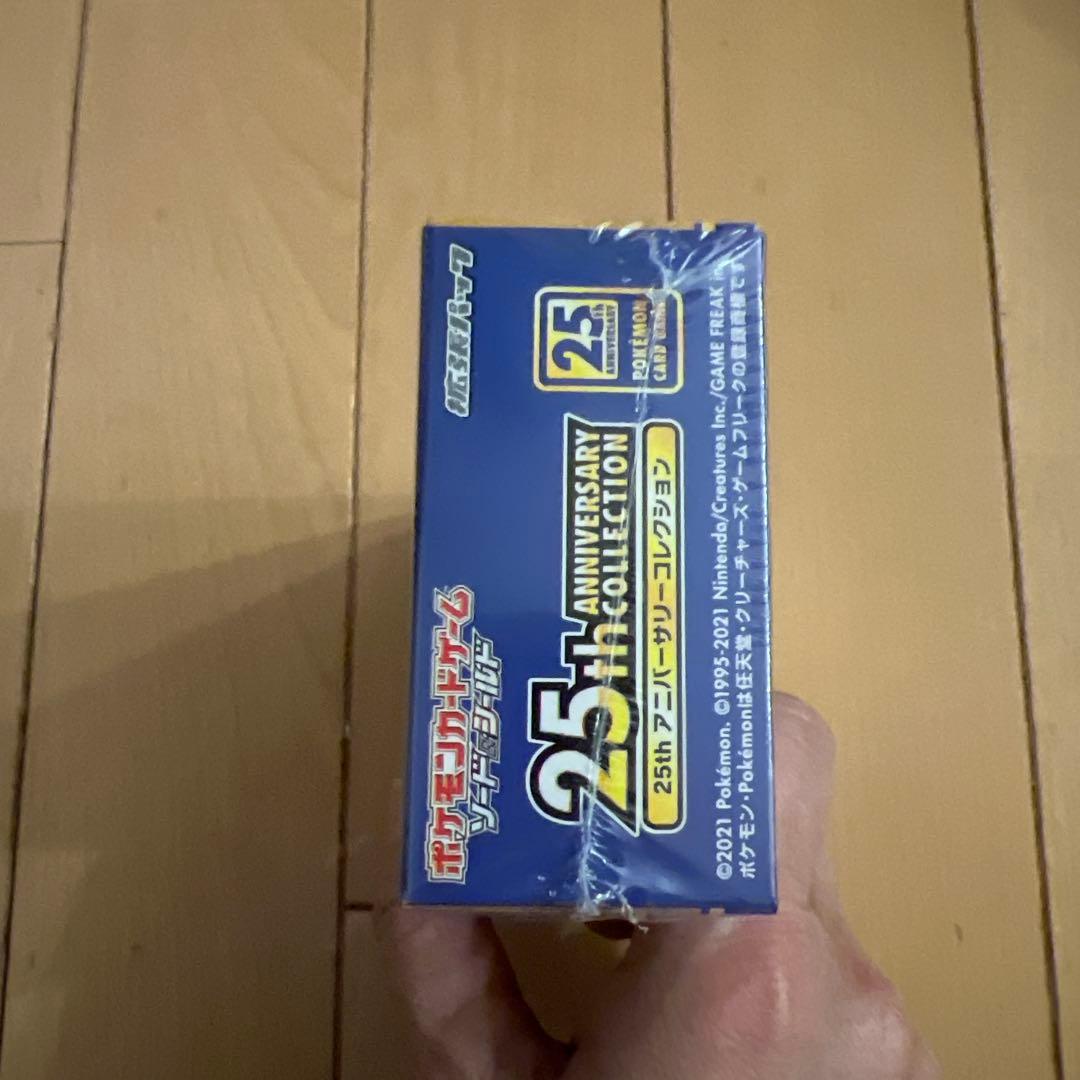 ポケモンカードゲーム
ソード&シールド
拡張パック
25th ANNIVERSARY
COLLECTION
25th アニバーサリーコレクション
25th
ANNIVERSARY
POKÉMON
CARD GAME
©2021 Pokémon. ©1995-2021 Nintendo/Creatures Inc./GAME FREAK in
ポケモン・Pokémonは任天堂・クリーチャーズ・ゲームフリークの登録商標です